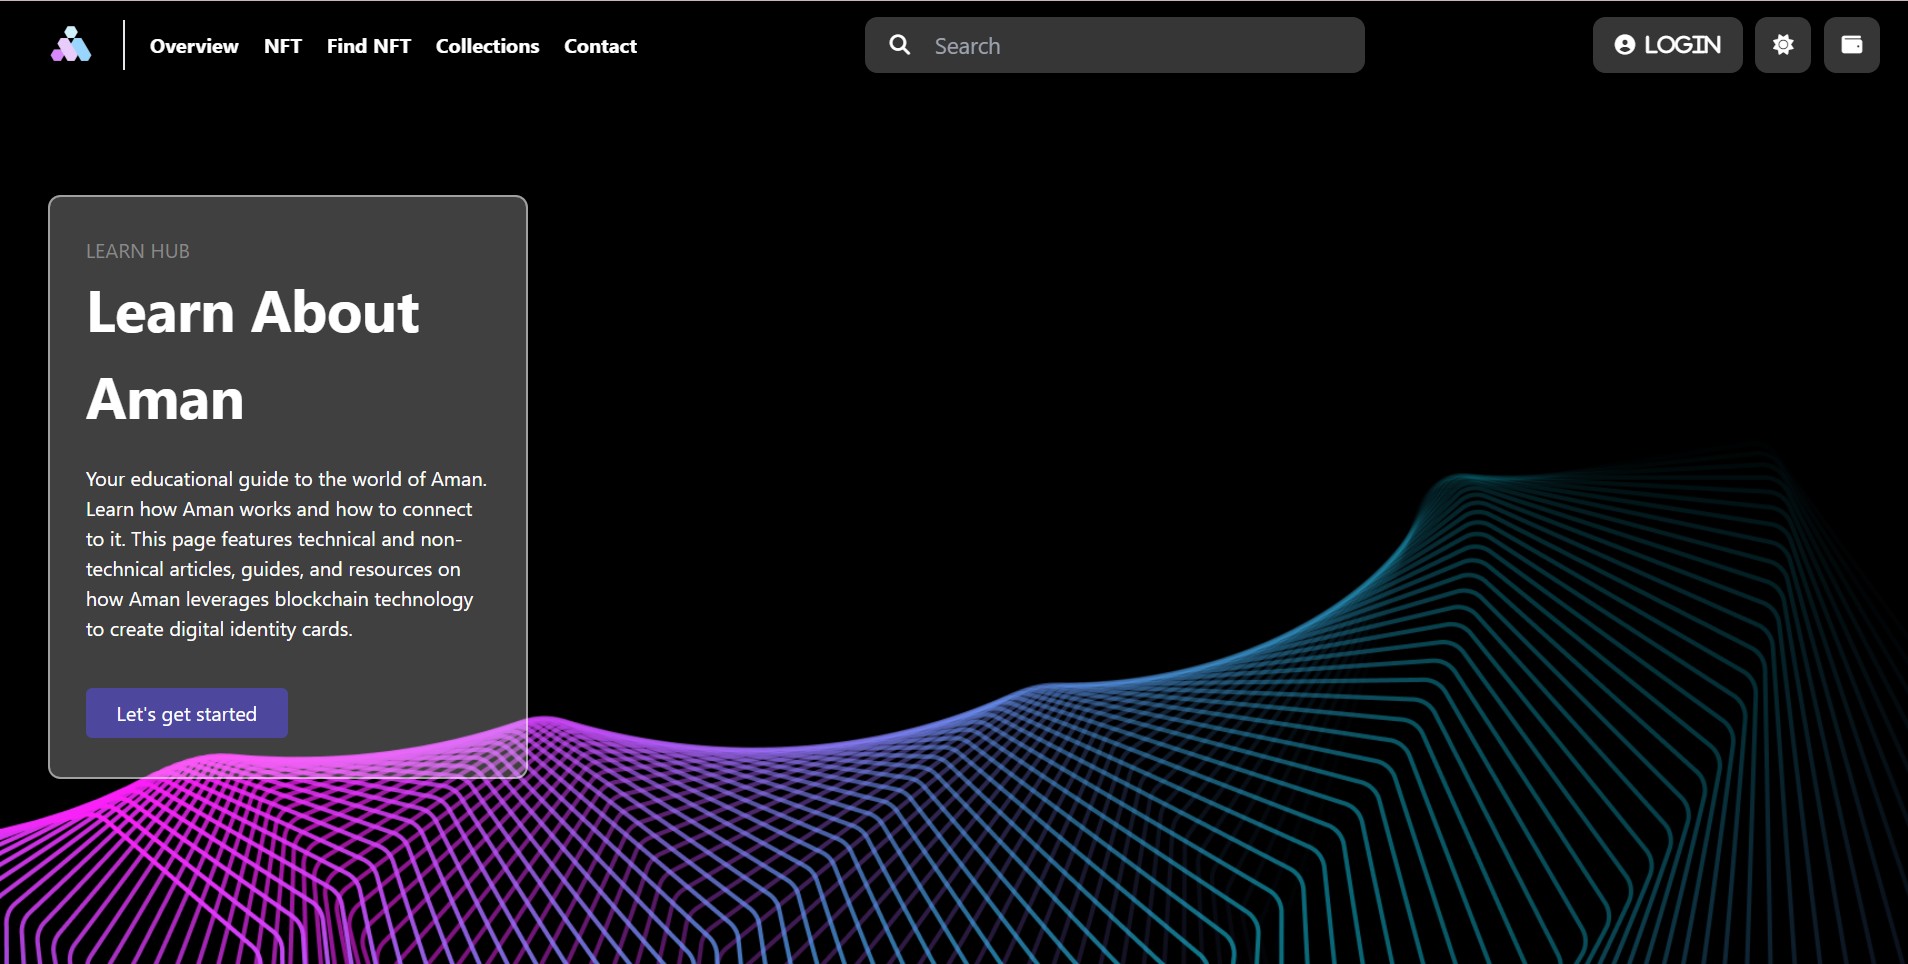 Overview NFT Find NFT Collections Contact Search LOGIN
LEARN HUB
Learn About
Aman
Your educational guide to the world of Aman.
Learn how Aman works and how to connect
to it. This page features technical and non-
technical articles, guides, and resources on
how Aman leverages blockchain technology
to create digital identity cards.
Let's get started